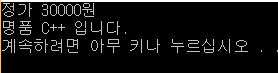 정가 30000원
명품 C++ 입니다.
계속하려면 아무 키나 누르십시오 . .